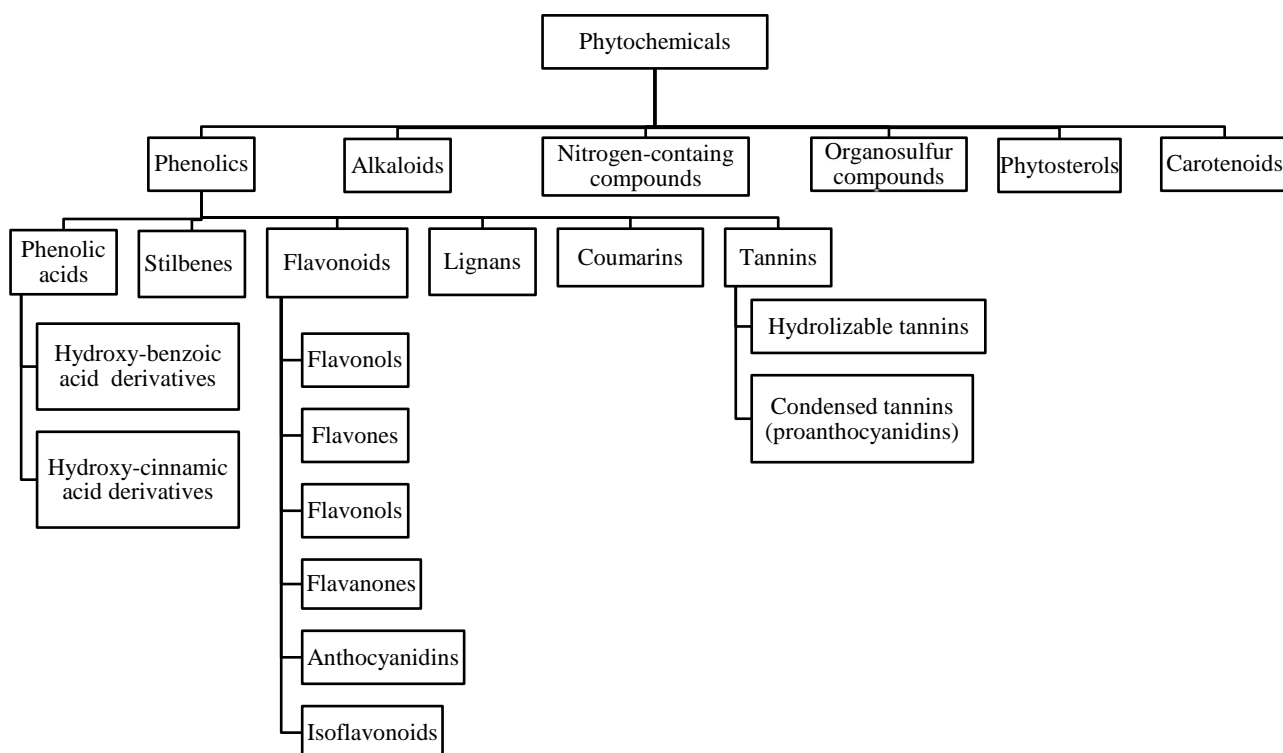 Phytochemicals
Phenolics
Alkaloids
Nitrogen-containg
compounds
Organosulfur
compounds
Phytosterols
Carotenoids
Phenolic
acids
Stilbenes
Flavonoids
Lignans
Coumarins
Tannins
Hydroxy-benzoic
acid derivatives
Hydroxy-cinnamic
acid derivatives
Flavonols
Flavones
Flavonols
Flavanones
Anthocyanidins
Isoflavonoids
Hydrolizable tannins
Condensed tannins
(proanthocyanidins)